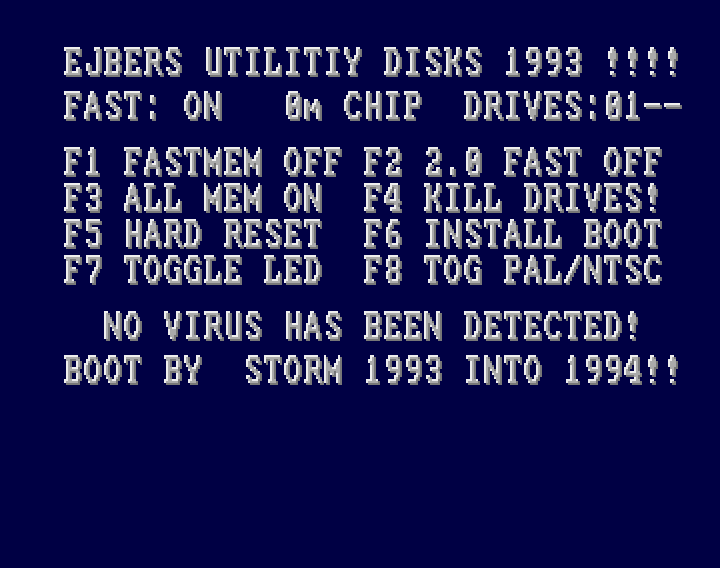 EJBERS UTILITIY DISKS 1993 !!!!
FAST: ON 0m CHIP DRIVES:01--
F1 FASTMEM OFF F2 2.0 FAST OFF
F3 ALL MEM ON F4 KILL DRIVES!
F5 HARD RESET F6 INSTALL BOOT
F7 TOGGLE LED F8 TOG PAL/NTSC
NO VIRUS HAS BEEN DETECTED!
BOOT BY STORM 1993 INTO 1994!!